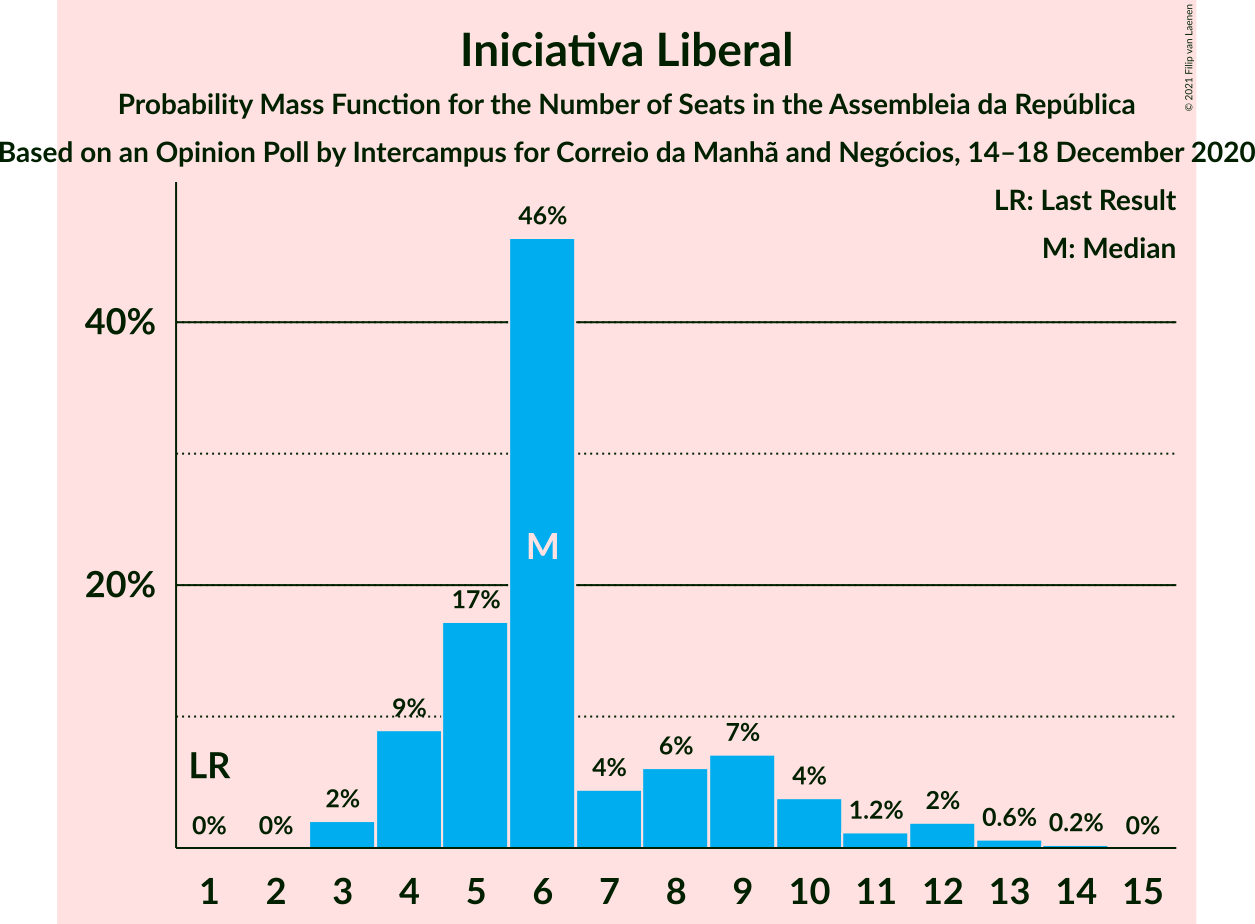 Iniciativa Liberal
Probability Mass Function for the Number of Seats in the Assembleia da República
Based on an Opinion Poll by Intercampus for Correio da Manhã and Negócios, 14–18 December 2020
© 2021 Filip van Laenen
LR: Last Result
M: Median
40%
20%
LR
M
0%
0%
2%
9%
17%
46%
4%
6%
7%
4%
1.2%
2%
0.6%
0.2%
0%
1 2 3 4 5 6 7 8 9 10 11 12 13 14 15